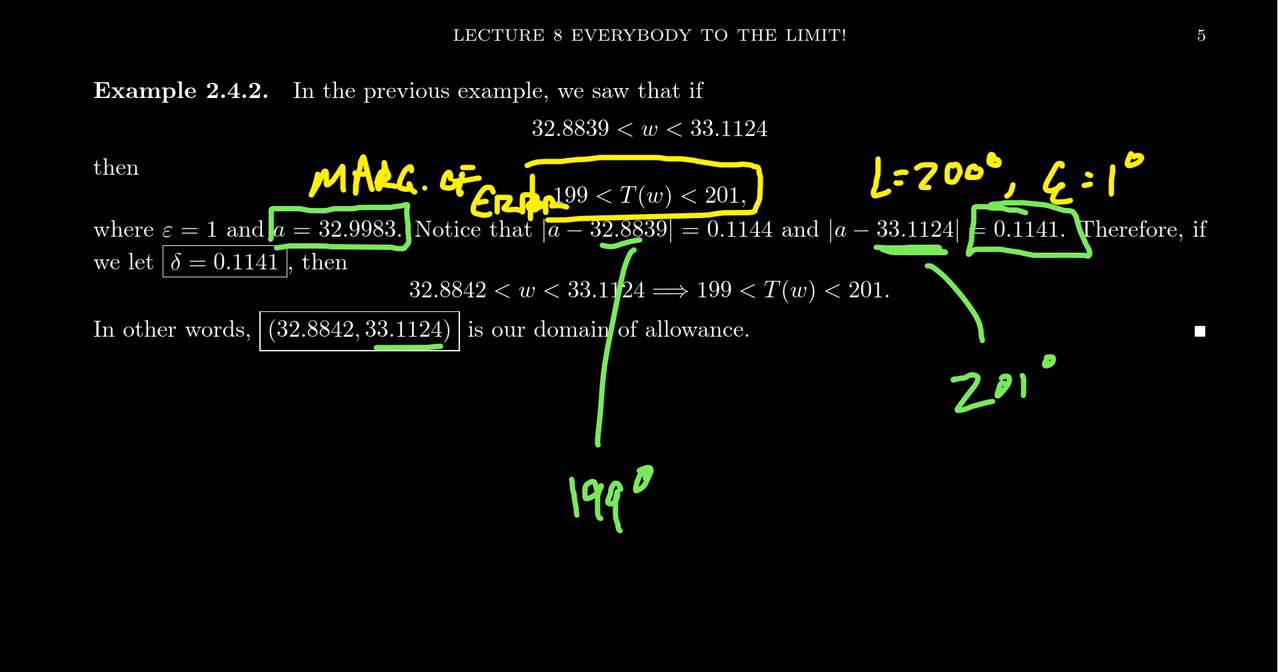 LECTURE 8 EVERYBODY TO THE LIMIT! 5
Example 2.4.2. In the previous example, we saw that if
32.8839 < w < 33.1124
then
MARG. OF ERROR
199 < T(w) < 201,
L=200°, ε=1°
where ε = 1 and a = 32.9983. Notice that |a − 32.8839| = 0.1144 and |a − 33.1124| = 0.1141. Therefore, if
we let δ = 0.1141, then
32.8842 < w < 33.1124 ⟹ 199 < T(w) < 201.
In other words, (32.8842, 33.1124) is our domain of allowance. ■
201°
199°